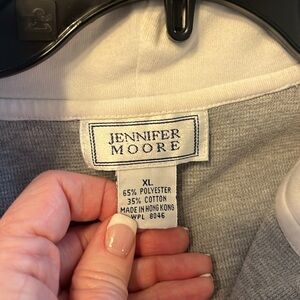 JENNIFER
MOORE
XL
65% POLYESTER
35% COTTON
MADE IN HONG KONG
WPL 8046